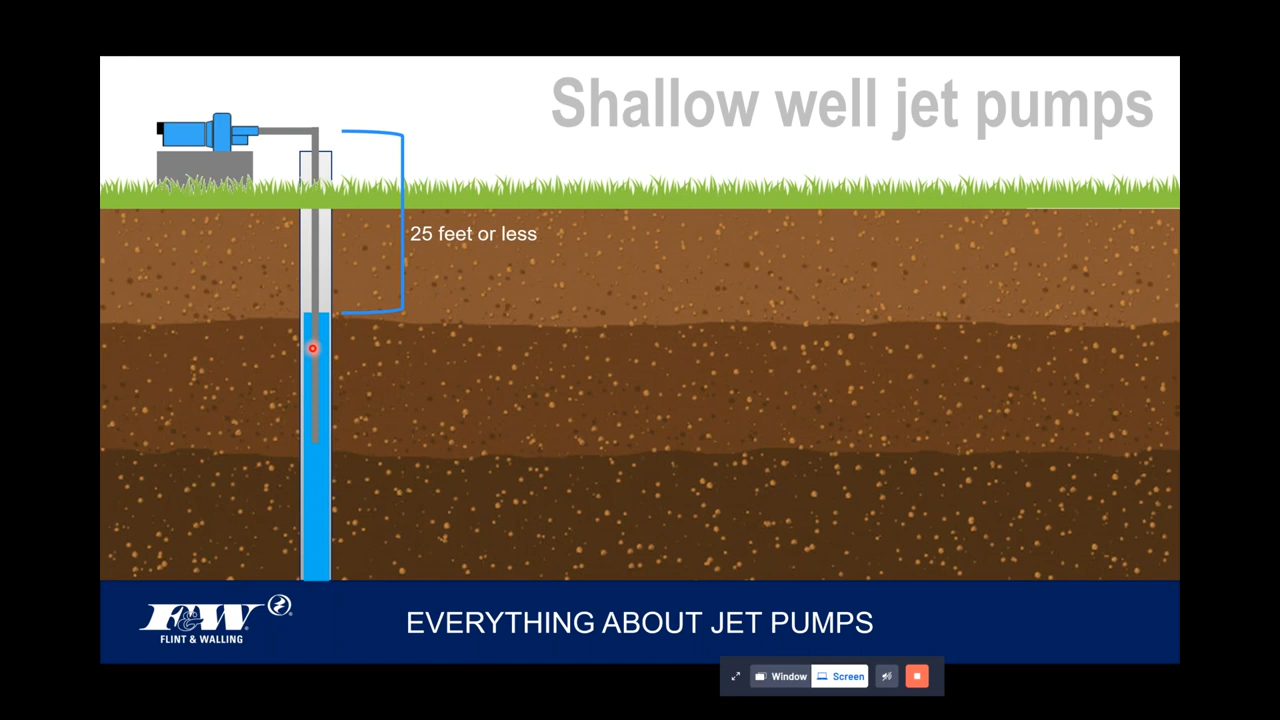 Shallow well jet pumps
25 feet or less
F&W
FLINT & WALLING
EVERYTHING ABOUT JET PUMPS
Window
Screen